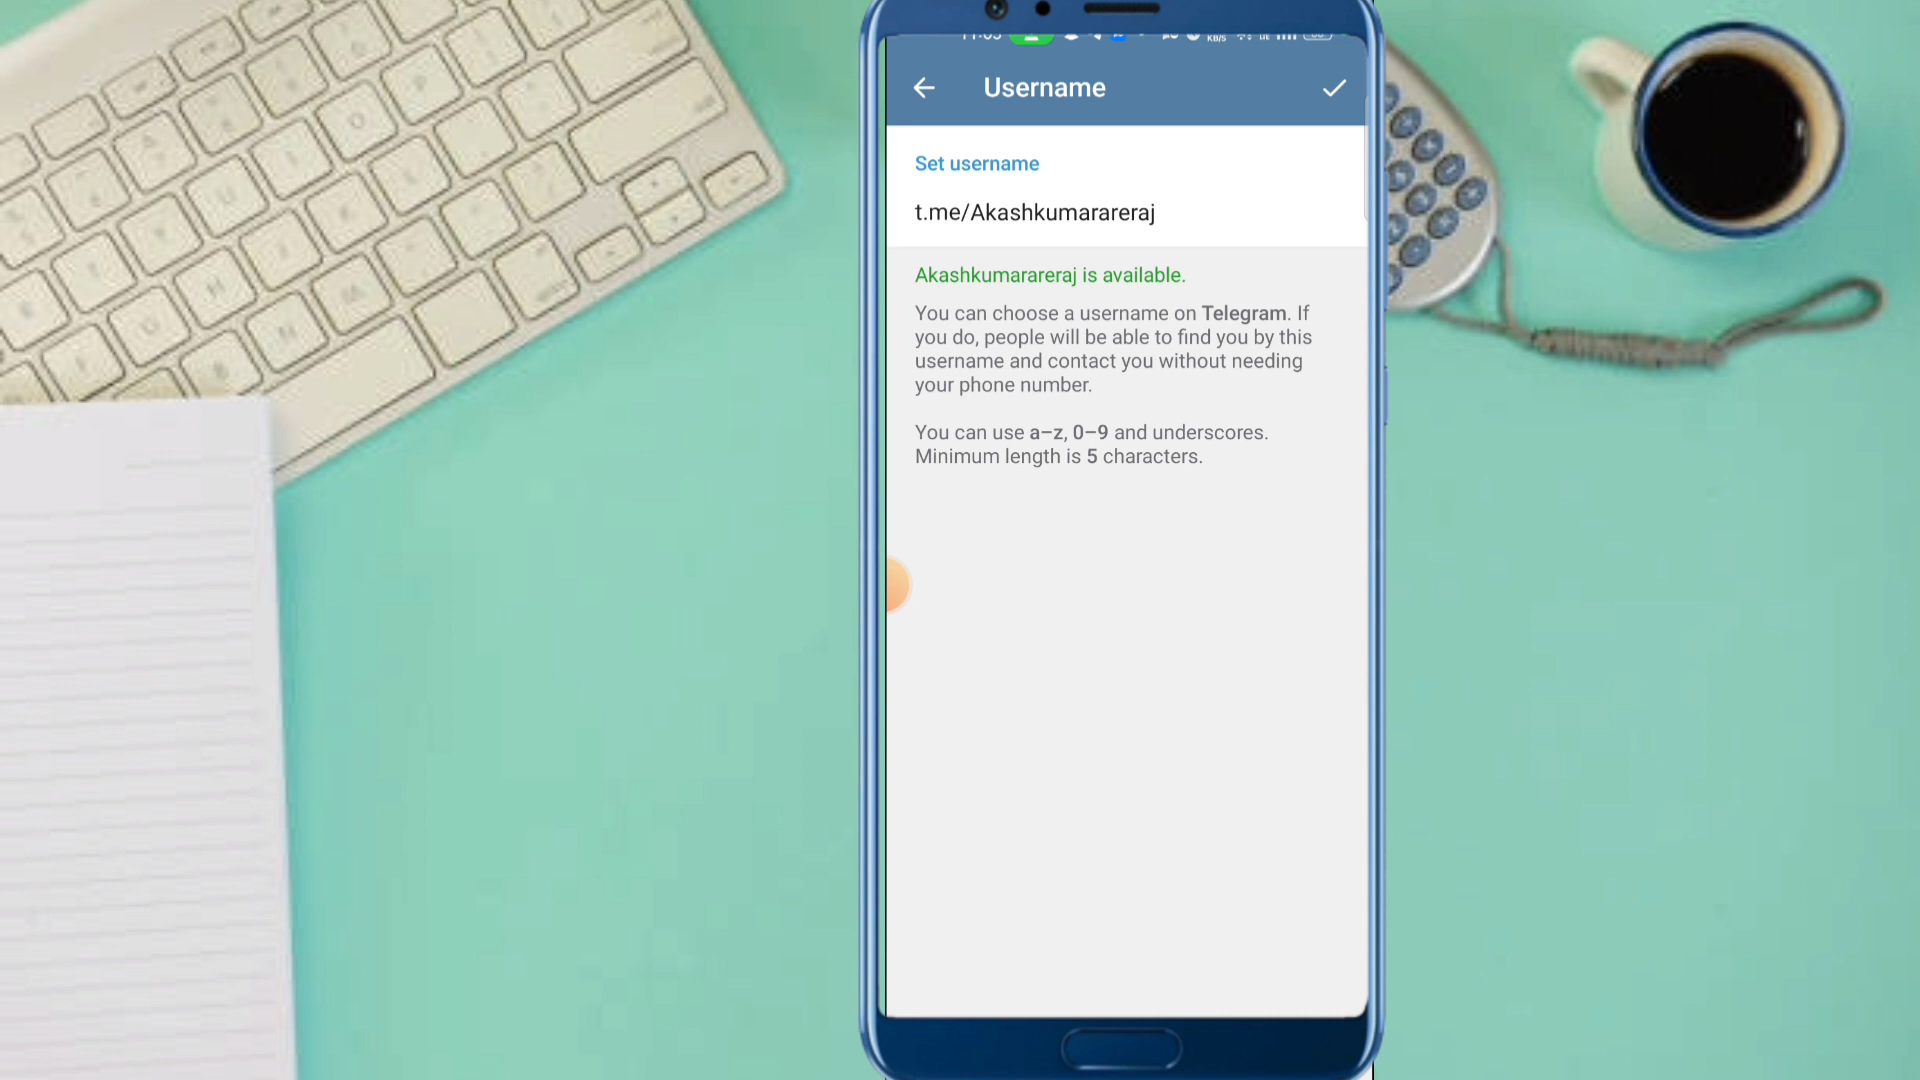 Username
Set username
t.me/Akashkumarareraj
Akashkumarareraj is available.
You can choose a username on Telegram. If
you do, people will be able to find you by this
username and contact you without needing
your phone number.
You can use a–z, 0–9 and underscores.
Minimum length is 5 characters.